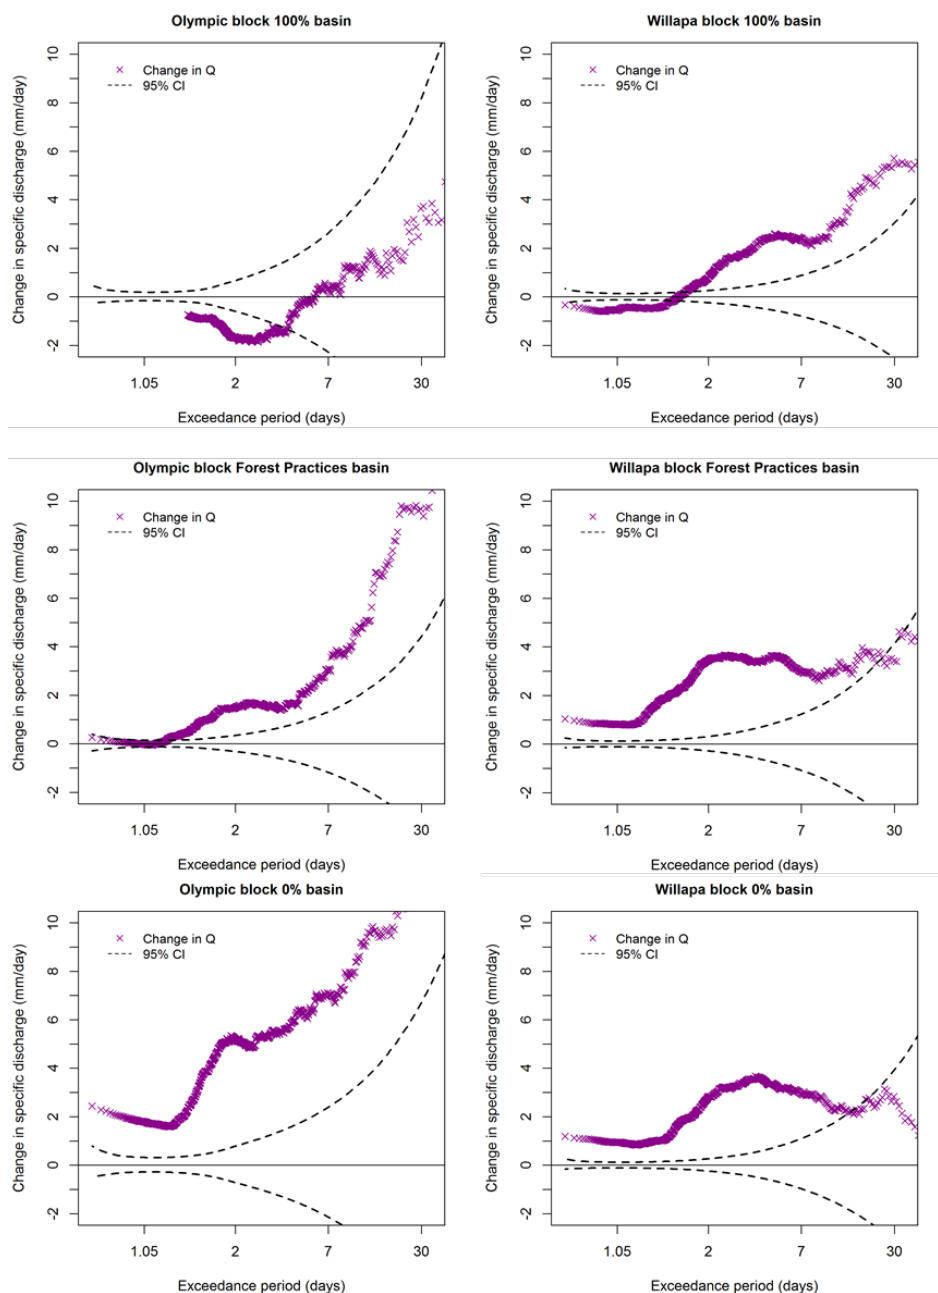 Olympic block 100% basin
Change in specific discharge (mm/day)
10
8
6
4
2
0
-2
Change in Q
95% CI
1.05
2
7
30
Exceedance period (days)
Willapa block 100% basin
Change in specific discharge (mm/day)
10
8
6
4
2
0
-2
Change in Q
95% CI
1.05
2
7
30
Exceedance period (days)
Olympic block Forest Practices basin
Change in specific discharge (mm/day)
10
8
6
4
2
0
-2
Change in Q
95% CI
1.05
2
7
30
Exceedance period (days)
Willapa block Forest Practices basin
Change in specific discharge (mm/day)
10
8
6
4
2
0
-2
Change in Q
95% CI
1.05
2
7
30
Exceedance period (days)
Olympic block 0% basin
Change in specific discharge (mm/day)
10
8
6
4
2
0
-2
Change in Q
95% CI
1.05
2
7
30
Exceedance period (days)
Willapa block 0% basin
Change in specific discharge (mm/day)
10
8
6
4
2
0
-2
Change in Q
95% CI
1.05
2
7
30
Exceedance period (days)